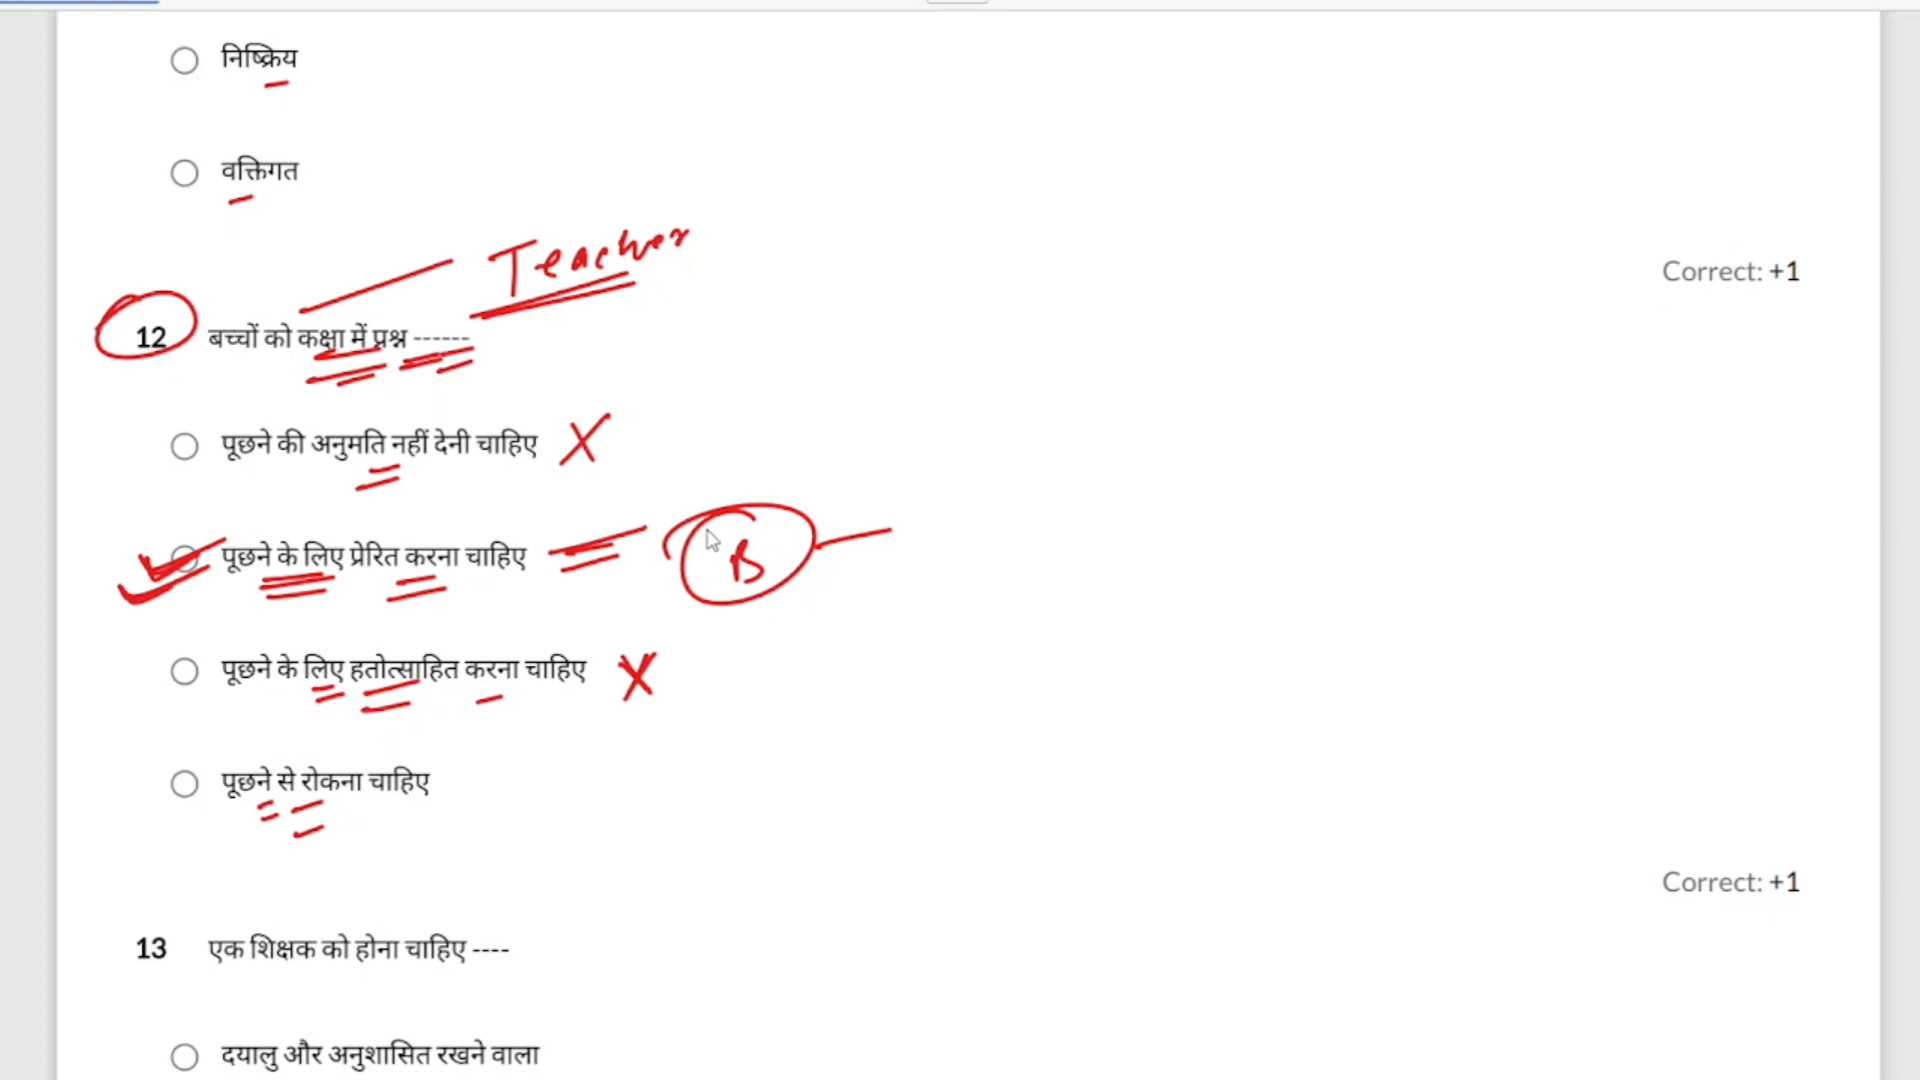 निष्क्रिय
वक्तिगत
Teacher
Correct: +1
12 बच्चों को कक्षा में प्रश्न ------
पूछने की अनुमति नहीं देनी चाहिए X
पूछने के लिए प्रेरित करना चाहिए B
पूछने के लिए हतोत्साहित करना चाहिए X
पूछने से रोकना चाहिए
Correct: +1
13 एक शिक्षक को होना चाहिए ----
दयालु और अनुशासित रखने वाला